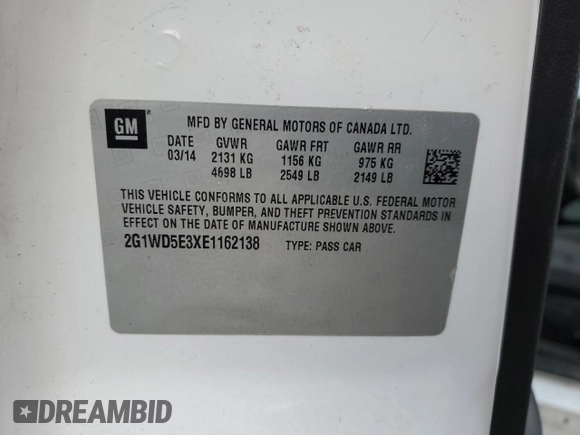 GM
MFD BY GENERAL MOTORS OF CANADA LTD.
DATE GVWR GAWR FRT GAWR RR
03/14 2131 KG 1156 KG 975 KG
4698 LB 2549 LB 2149 LB
THIS VEHICLE CONFORMS TO ALL APPLICABLE U.S. FEDERAL MOTOR
VEHICLE SAFETY, BUMPER, AND THEFT PREVENTION STANDARDS IN
EFFECT ON THE DATE OF MANUFACTURE SHOWN ABOVE.
2G1WD5E3XE1162138 TYPE: PASS CAR
DREAMBID